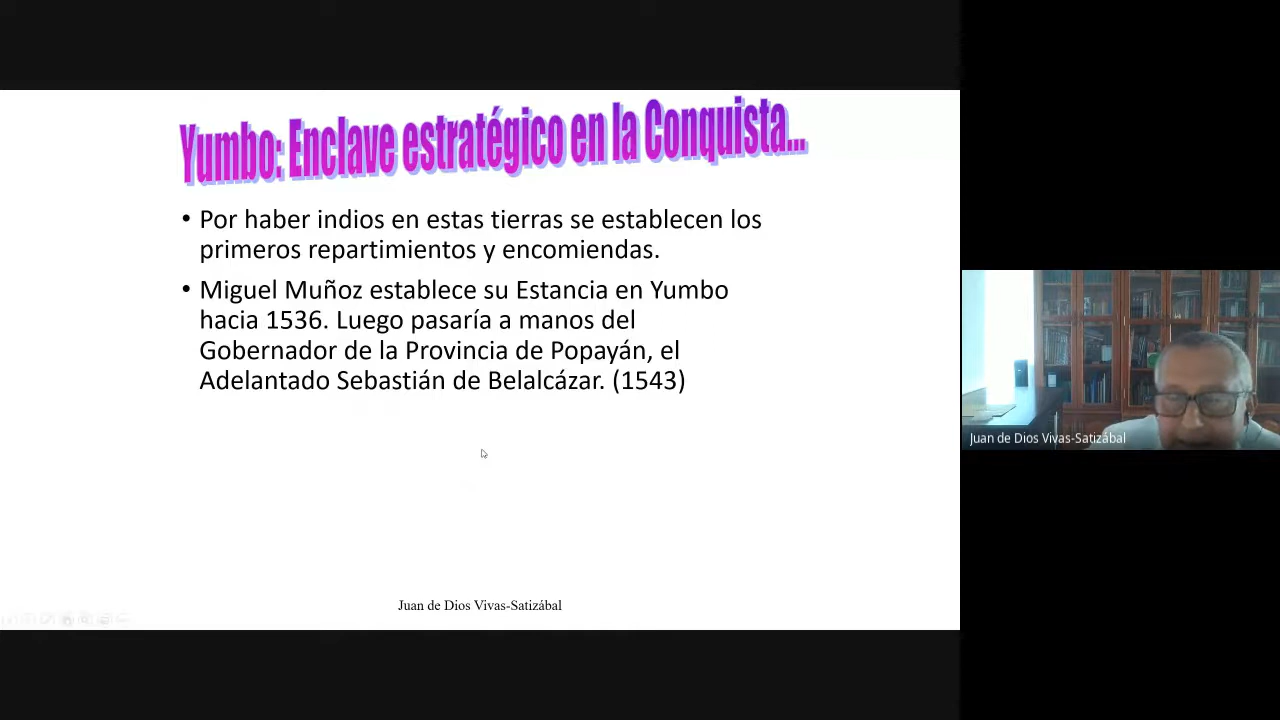 Yumbo: Enclave estratégico en la Conquista...
• Por haber indios en estas tierras se establecen los
primeros repartimientos y encomiendas.
• Miguel Muñoz establece su Estancia en Yumbo
hacia 1536. Luego pasaría a manos del
Gobernador de la Provincia de Popayán, el
Adelantado Sebastián de Belalcázar. (1543)
Juan de Dios Vivas-Satizábal
Juan de Dios Vivas-Satizábal